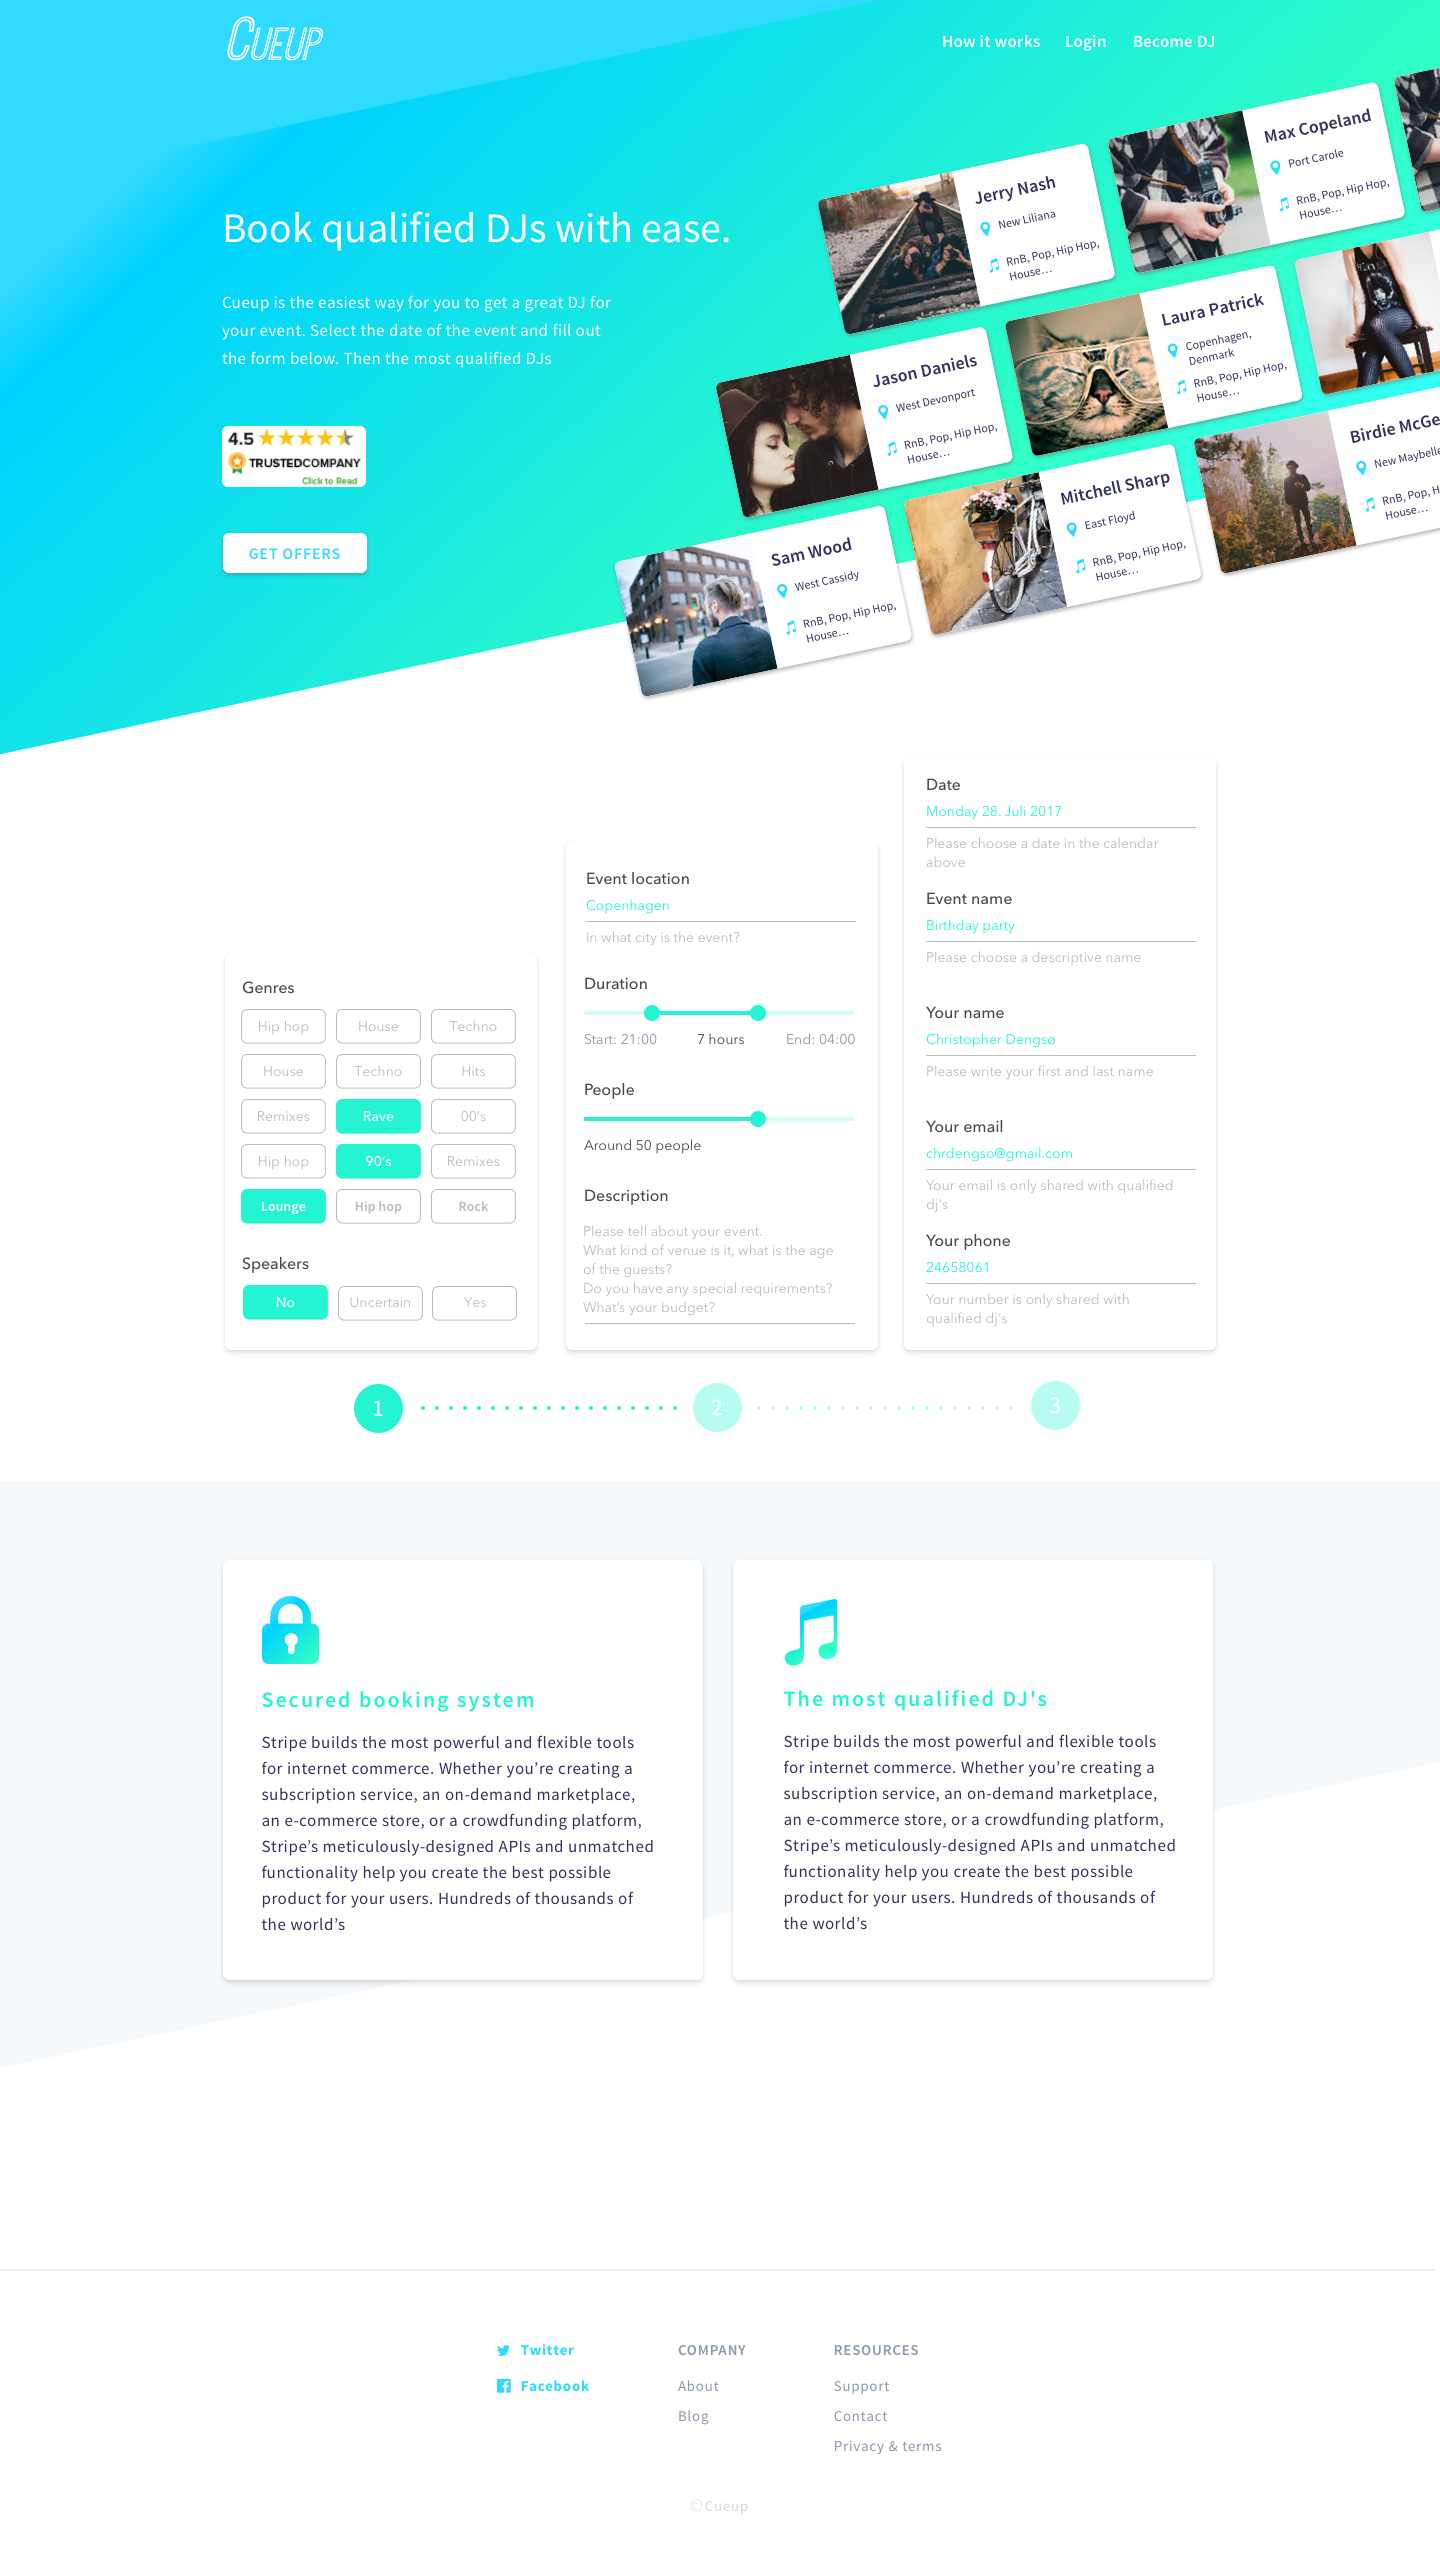 CUEUP
How it works
Login
Become DJ
Book qualified DJs with ease.
Cueup is the easiest way for you to get a great DJ for
your event. Select the date of the event and fill out
the form below. Then the most qualified DJs
4.5
TRUSTEDCOMPANY
Click to Read
GET OFFERS
Jerry Nash
New Liliana
RnB, Pop, Hip Hop,
House...
Max Copeland
Port Carole
RnB, Pop, Hip Hop,
House...
Jason Daniels
West Devonport
RnB, Pop, Hip Hop,
House...
Laura Patrick
Copenhagen,
Denmark
RnB, Pop, Hip Hop,
House...
Sam Wood
West Cassidy
RnB, Pop, Hip Hop,
House...
Mitchell Sharp
East Floyd
RnB, Pop, Hip Hop,
House...
Birdie McGe
New Maybelle
RnB, Pop, H
House...
Genres
Hip hop
House
Techno
House
Techno
Hits
Remixes
Rave
00's
Hip hop
90's
Remixes
Lounge
Hip hop
Rock
Speakers
No
Uncertain
Yes
Event location
Copenhagen
In what city is the event?
Duration
Start: 21:00
7 hours
End: 04:00
People
Around 50 people
Description
Please tell about your event.
What kind of venue is it, what is the age
of the guests?
Do you have any special requirements?
What's your budget?
Date
Monday 28. Juli 2017
Please choose a date in the calendar
above
Event name
Birthday party
Please choose a descriptive name
Your name
Christopher Dengsø
Please write your first and last name
Your email
chrdengso@gmail.com
Your email is only shared with qualified
dj's
Your phone
24658061
Your number is only shared with
qualified dj's
1
2
3
Secured booking system
Stripe builds the most powerful and flexible tools
for internet commerce. Whether you’re creating a
subscription service, an on-demand marketplace,
an e-commerce store, or a crowdfunding platform,
Stripe’s meticulously-designed APIs and unmatched
functionality help you create the best possible
product for your users. Hundreds of thousands of
the world’s
The most qualified DJ's
Stripe builds the most powerful and flexible tools
for internet commerce. Whether you’re creating a
subscription service, an on-demand marketplace,
an e-commerce store, or a crowdfunding platform,
Stripe’s meticulously-designed APIs and unmatched
functionality help you create the best possible
product for your users. Hundreds of thousands of
the world’s
Twitter
Facebook
COMPANY
About
Blog
RESOURCES
Support
Contact
Privacy & terms
©Cueup